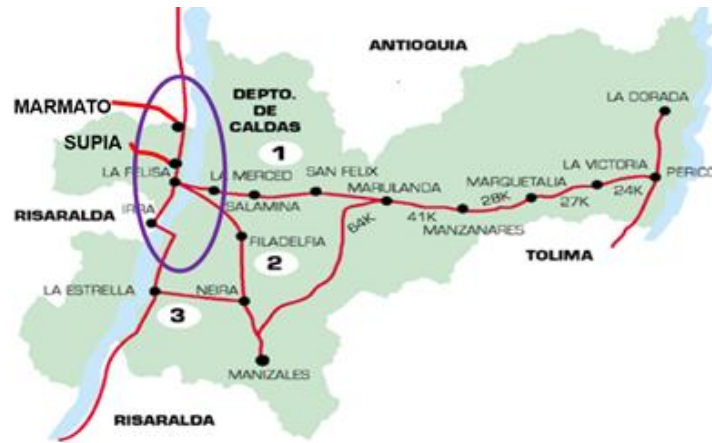 ANTIOQUIA
MARMATO
DEPTO.
DE
CALDAS
LA DORADA
SUPIA
1
LA FELISA
LA MERCED
SAN FELIX
LA VICTORIA
PERICO
MARULANDA
MARQUETALIA
24K
27K
28K
SALAMINA
RISARALDA
IRRA
64K
41K
MANZANARES
FILADELFIA
TOLIMA
2
LA ESTRELLA
NEIRA
3
MANIZALES
RISARALDA